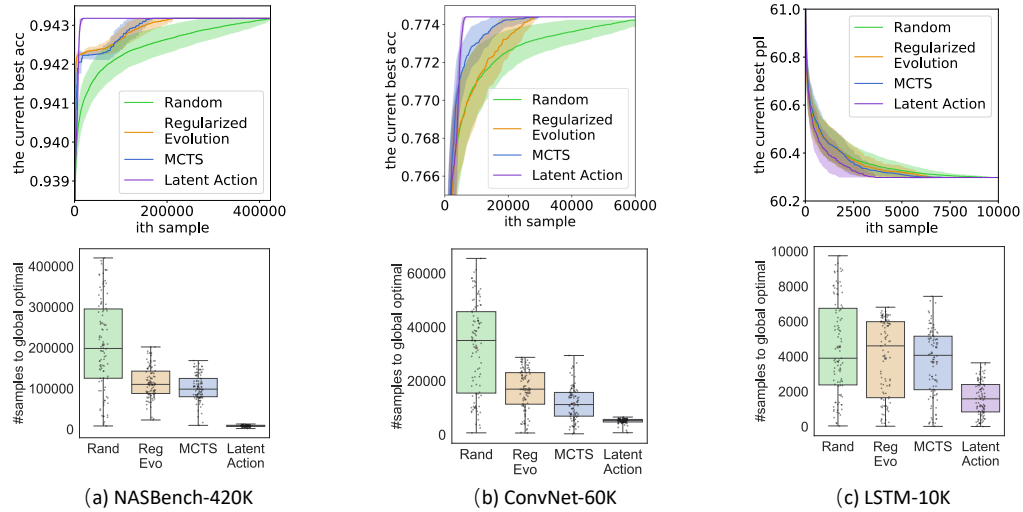 the current best acc
0.943
0.942
0.941
0.940
0.939
Random
Regularized
Evolution
MCTS
Latent Action
0
200000
400000
ith sample
the current best acc
0.774
0.772
0.770
0.768
0.766
Random
Regularized
Evolution
MCTS
Latent Action
0
20000
40000
60000
ith sample
the current best ppl
61.0
60.8
60.6
60.4
60.2
Random
Regularized
Evolution
MCTS
Latent Action
0
2500
5000
7500
10000
ith sample
#samples to global optimal
400000
300000
200000
100000
0
Rand
Reg
Evo
MCTS
Latent
Action
(a) NASBench-420K
#samples to global optimal
60000
40000
20000
0
Rand
Reg
Evo
MCTS
Latent
Action
(b) ConvNet-60K
#samples to global optimal
10000
8000
6000
4000
2000
0
Rand
Reg
Evo
MCTS
Latent
Action
(c) LSTM-10K